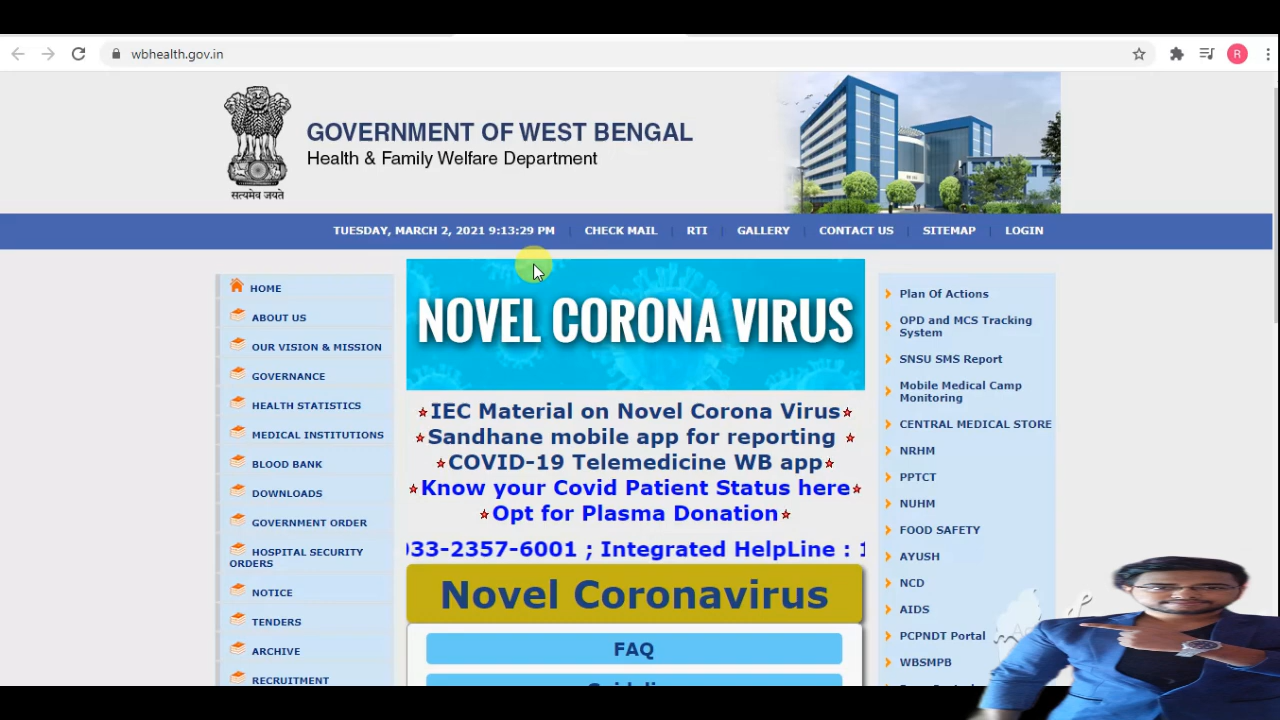 wbhealth.gov.in
R
GOVERNMENT OF WEST BENGAL
Health & Family Welfare Department
सत्यमेव जयते
TUESDAY, MARCH 2, 2021 9:13:29 PM
CHECK MAIL
RTI
GALLERY
CONTACT US
SITEMAP
LOGIN
HOME
ABOUT US
OUR VISION & MISSION
GOVERNANCE
HEALTH STATISTICS
MEDICAL INSTITUTIONS
BLOOD BANK
DOWNLOADS
GOVERNMENT ORDER
HOSPITAL SECURITY
ORDERS
NOTICE
TENDERS
ARCHIVE
RECRUITMENT
NOVEL CORONA VIRUS
IEC Material on Novel Corona Virus
Sandhane mobile app for reporting
COVID-19 Telemedicine WB app
Know your Covid Patient Status here
Opt for Plasma Donation
033-2357-6001 ; Integrated HelpLine : 1
Novel Coronavirus
FAQ
Plan Of Actions
OPD and MCS Tracking
System
SNSU SMS Report
Mobile Medical Camp
Monitoring
CENTRAL MEDICAL STORE
NRHM
PPTCT
NUHM
FOOD SAFETY
AYUSH
NCD
AIDS
PCPNDT Portal
WBSMPB